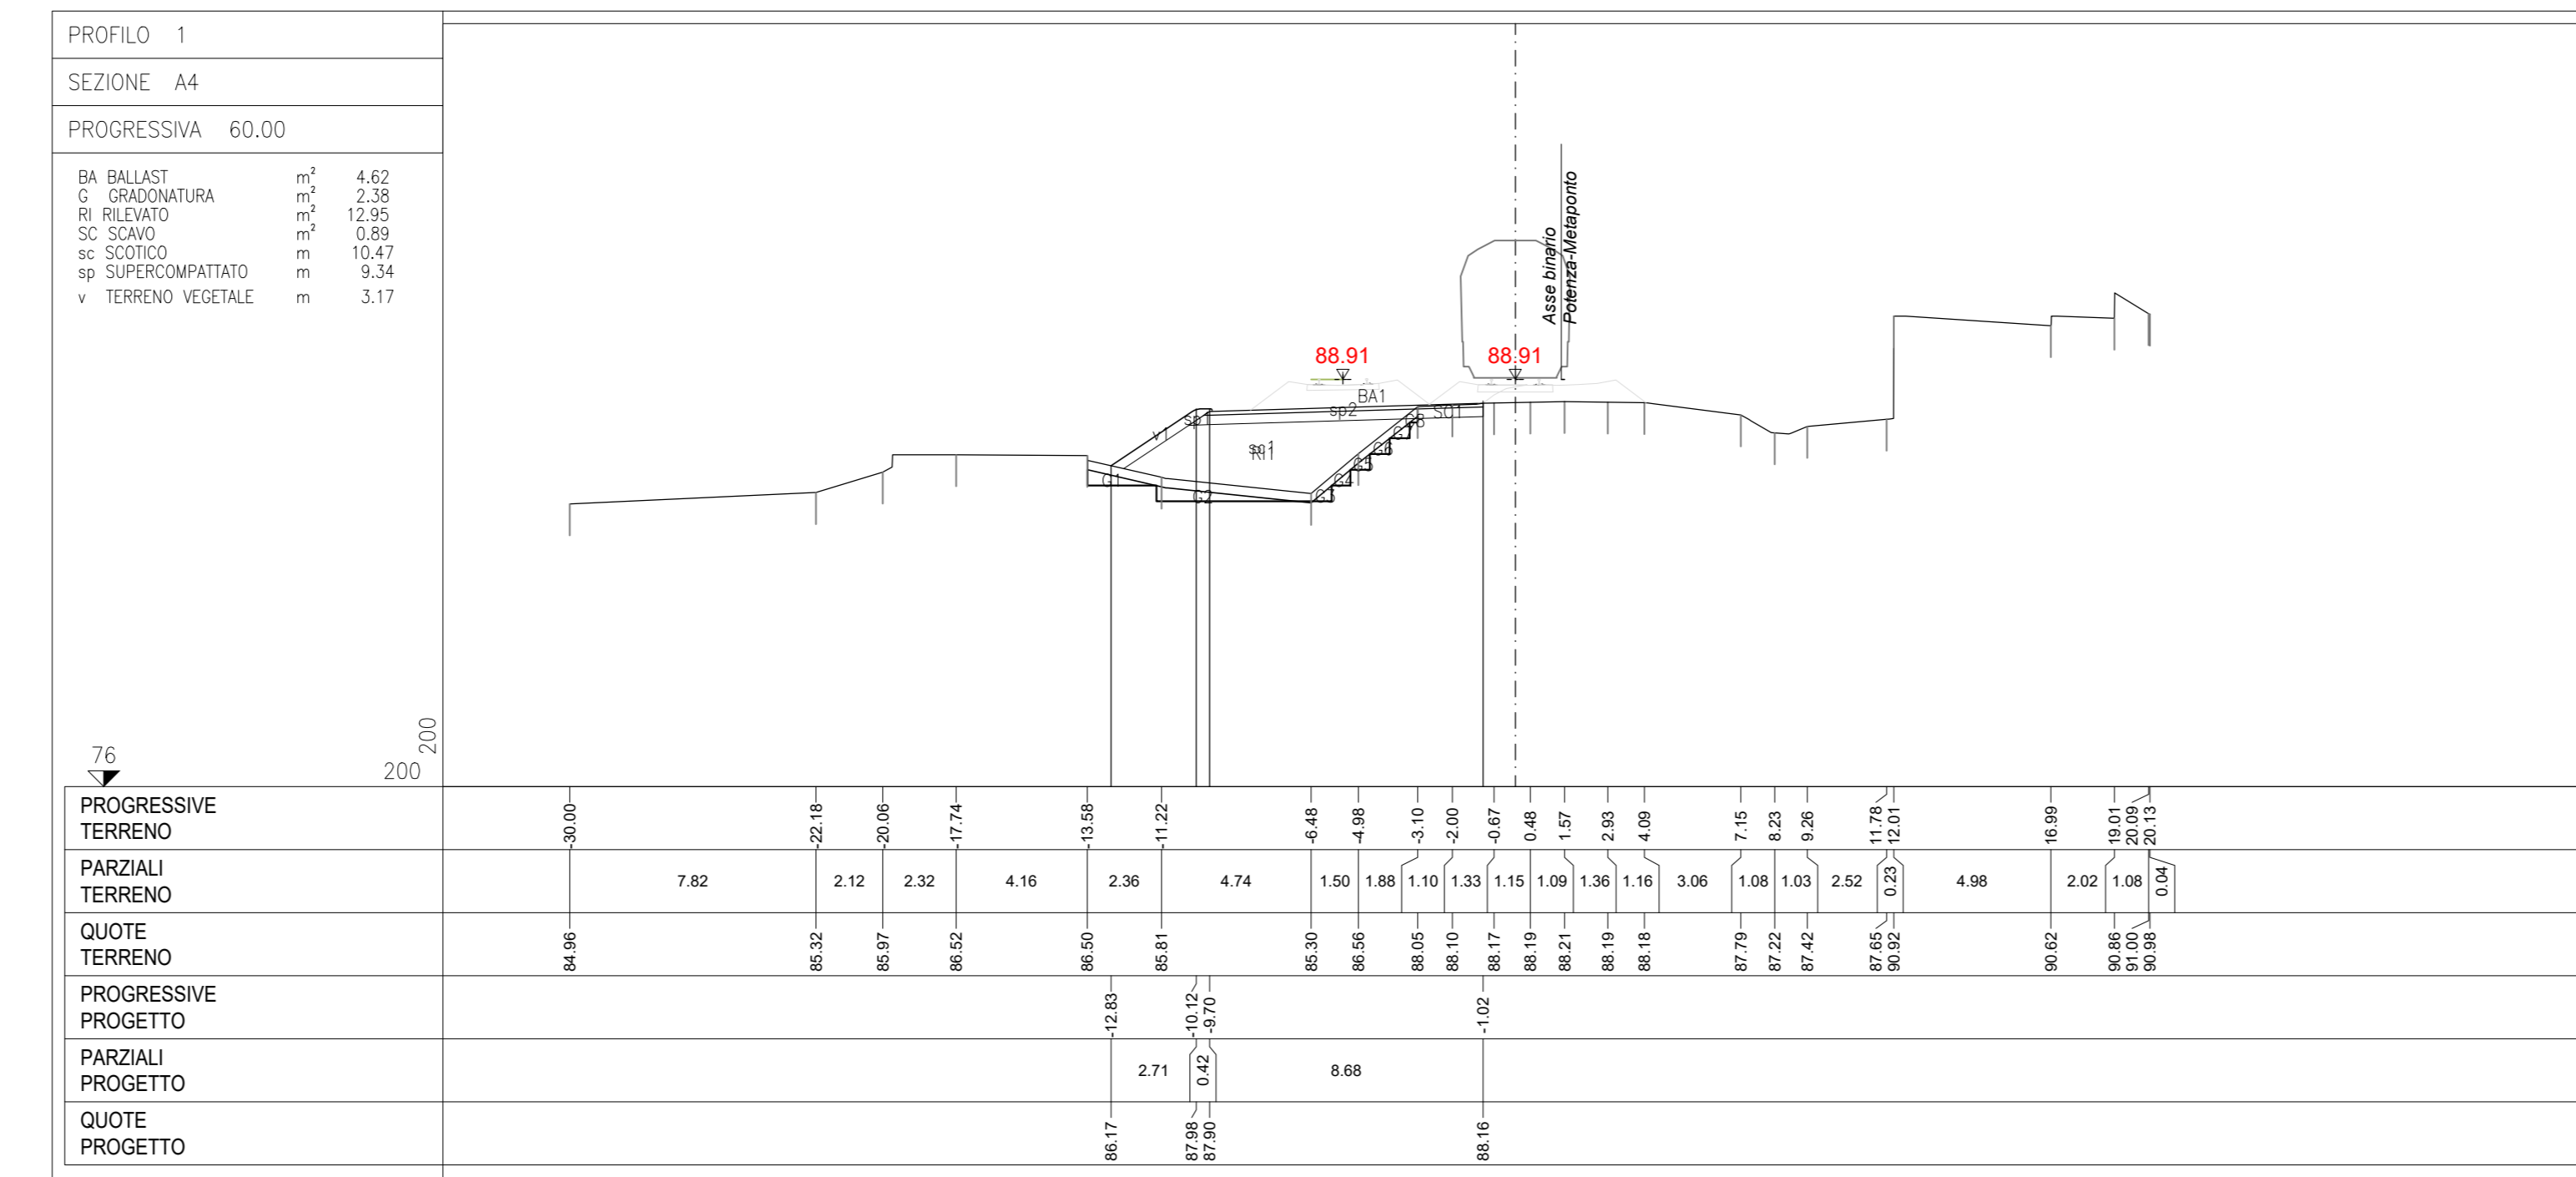 PROFILO 1
SEZIONE A4
PROGRESSIVA 60.00
BA BALLAST m² 4.62
G GRADONATURA m² 2.38
RI RILEVATO m² 12.95
SC SCAVO m² 0.89
sc SCOTICO m 10.47
sp SUPERCOMPATTATO m 9.34
v TERRENO VEGETALE m 3.17
Asse binario
Potenza-Metaponto
88.91 88.91
BA1
sp2 SC1
sp1
v1
sc1
RI1
G1 G2 G3 G4 G5 G6 G7 G8
200
76
200
PROGRESSIVE
TERRENO
-30.00 -22.18 -20.06 -17.74 -13.58 -11.22 -6.48 -4.98 -3.10 -2.00 -0.67 0.48 1.57 2.93 4.09 7.15 8.23 9.26 11.78 12.01 16.99 19.01 20.09 20.13
PARZIALI
TERRENO
7.82 2.12 2.32 4.16 2.36 4.74 1.50 1.88 1.10 1.33 1.15 1.09 1.36 1.16 3.06 1.08 1.03 2.52 0.23 4.98 2.02 1.08 0.04
QUOTE
TERRENO
84.96 85.32 85.97 86.52 86.50 85.81 85.30 86.56 88.05 88.10 88.17 88.19 88.21 88.19 88.18 87.79 87.22 87.42 87.65 90.92 90.62 90.86 91.00 90.98
PROGRESSIVE
PROGETTO
-12.83 -10.12 -9.70 -1.02
PARZIALI
PROGETTO
2.71 0.42 8.68
QUOTE
PROGETTO
86.17 87.98 87.90 88.16